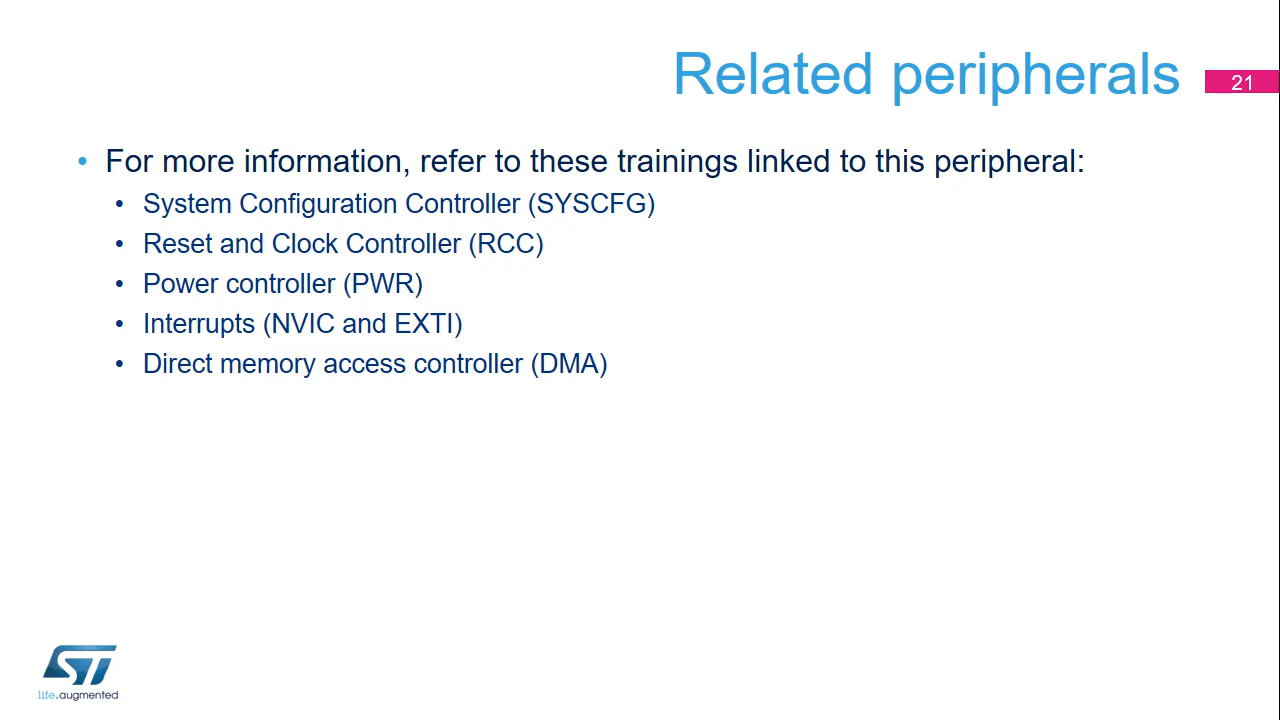 Related peripherals
21
• For more information, refer to these trainings linked to this peripheral:
• System Configuration Controller (SYSCFG)
• Reset and Clock Controller (RCC)
• Power controller (PWR)
• Interrupts (NVIC and EXTI)
• Direct memory access controller (DMA)
ST
life.augmented